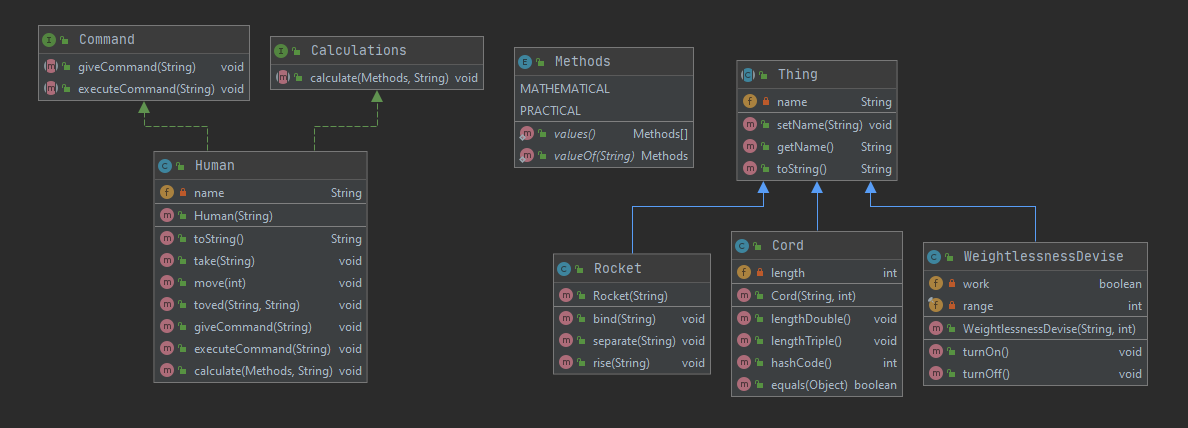 Command
giveCommand(String) void
executeCommand(String) void
Calculations
calculate(Methods, String) void
Methods
MATHEMATICAL
PRACTICAL
values() Methods[]
valueOf(String) Methods
Thing
name String
setName(String) void
getName() String
toString() String
Human
name String
Human(String)
toString() String
take(String) void
move(int) void
toved(String, String) void
giveCommand(String) void
executeCommand(String) void
calculate(Methods, String) void
Rocket
Rocket(String)
bind(String) void
separate(String) void
rise(String) void
Cord
length int
Cord(String, int)
lengthDouble() void
lengthTriple() void
hashCode() int
equals(Object) boolean
WeightlessnessDevise
work boolean
range int
WeightlessnessDevise(String, int)
turnOn() void
turnOff() void